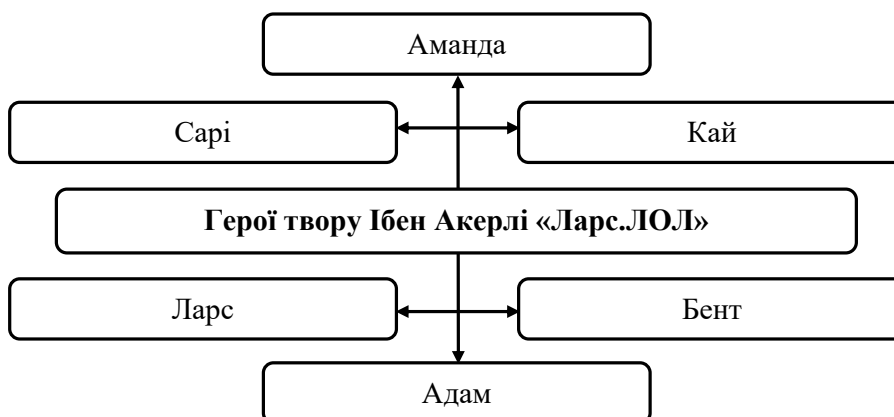 Аманда
Сарі
Кай
Герої твору Ібен Акерлі «Ларс.ЛОЛ»
Ларс
Бент
Адам